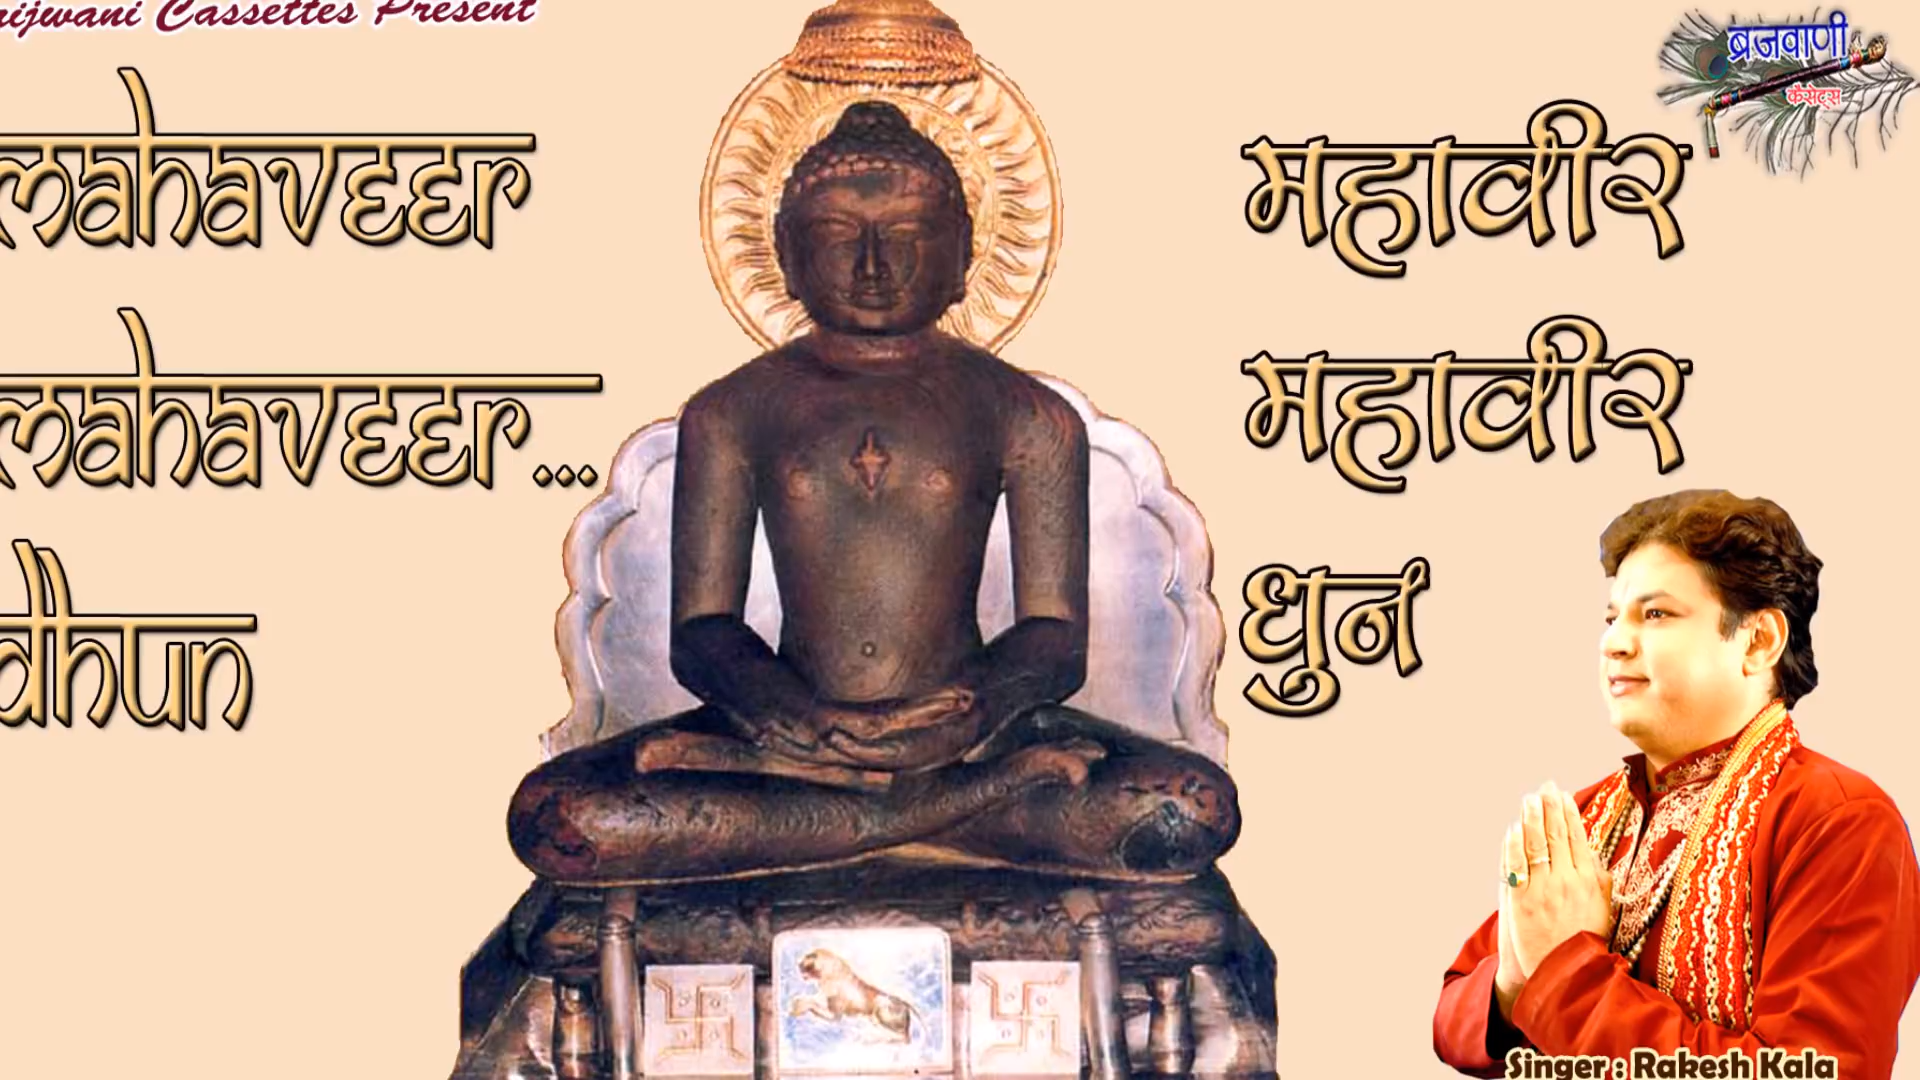 Cassettes Present
ब्रजवाणी
कैसेट्स
mahaveer
mahaveer...
dhun
महावीर
महावीर
धुन
Singer : Rakesh Kala